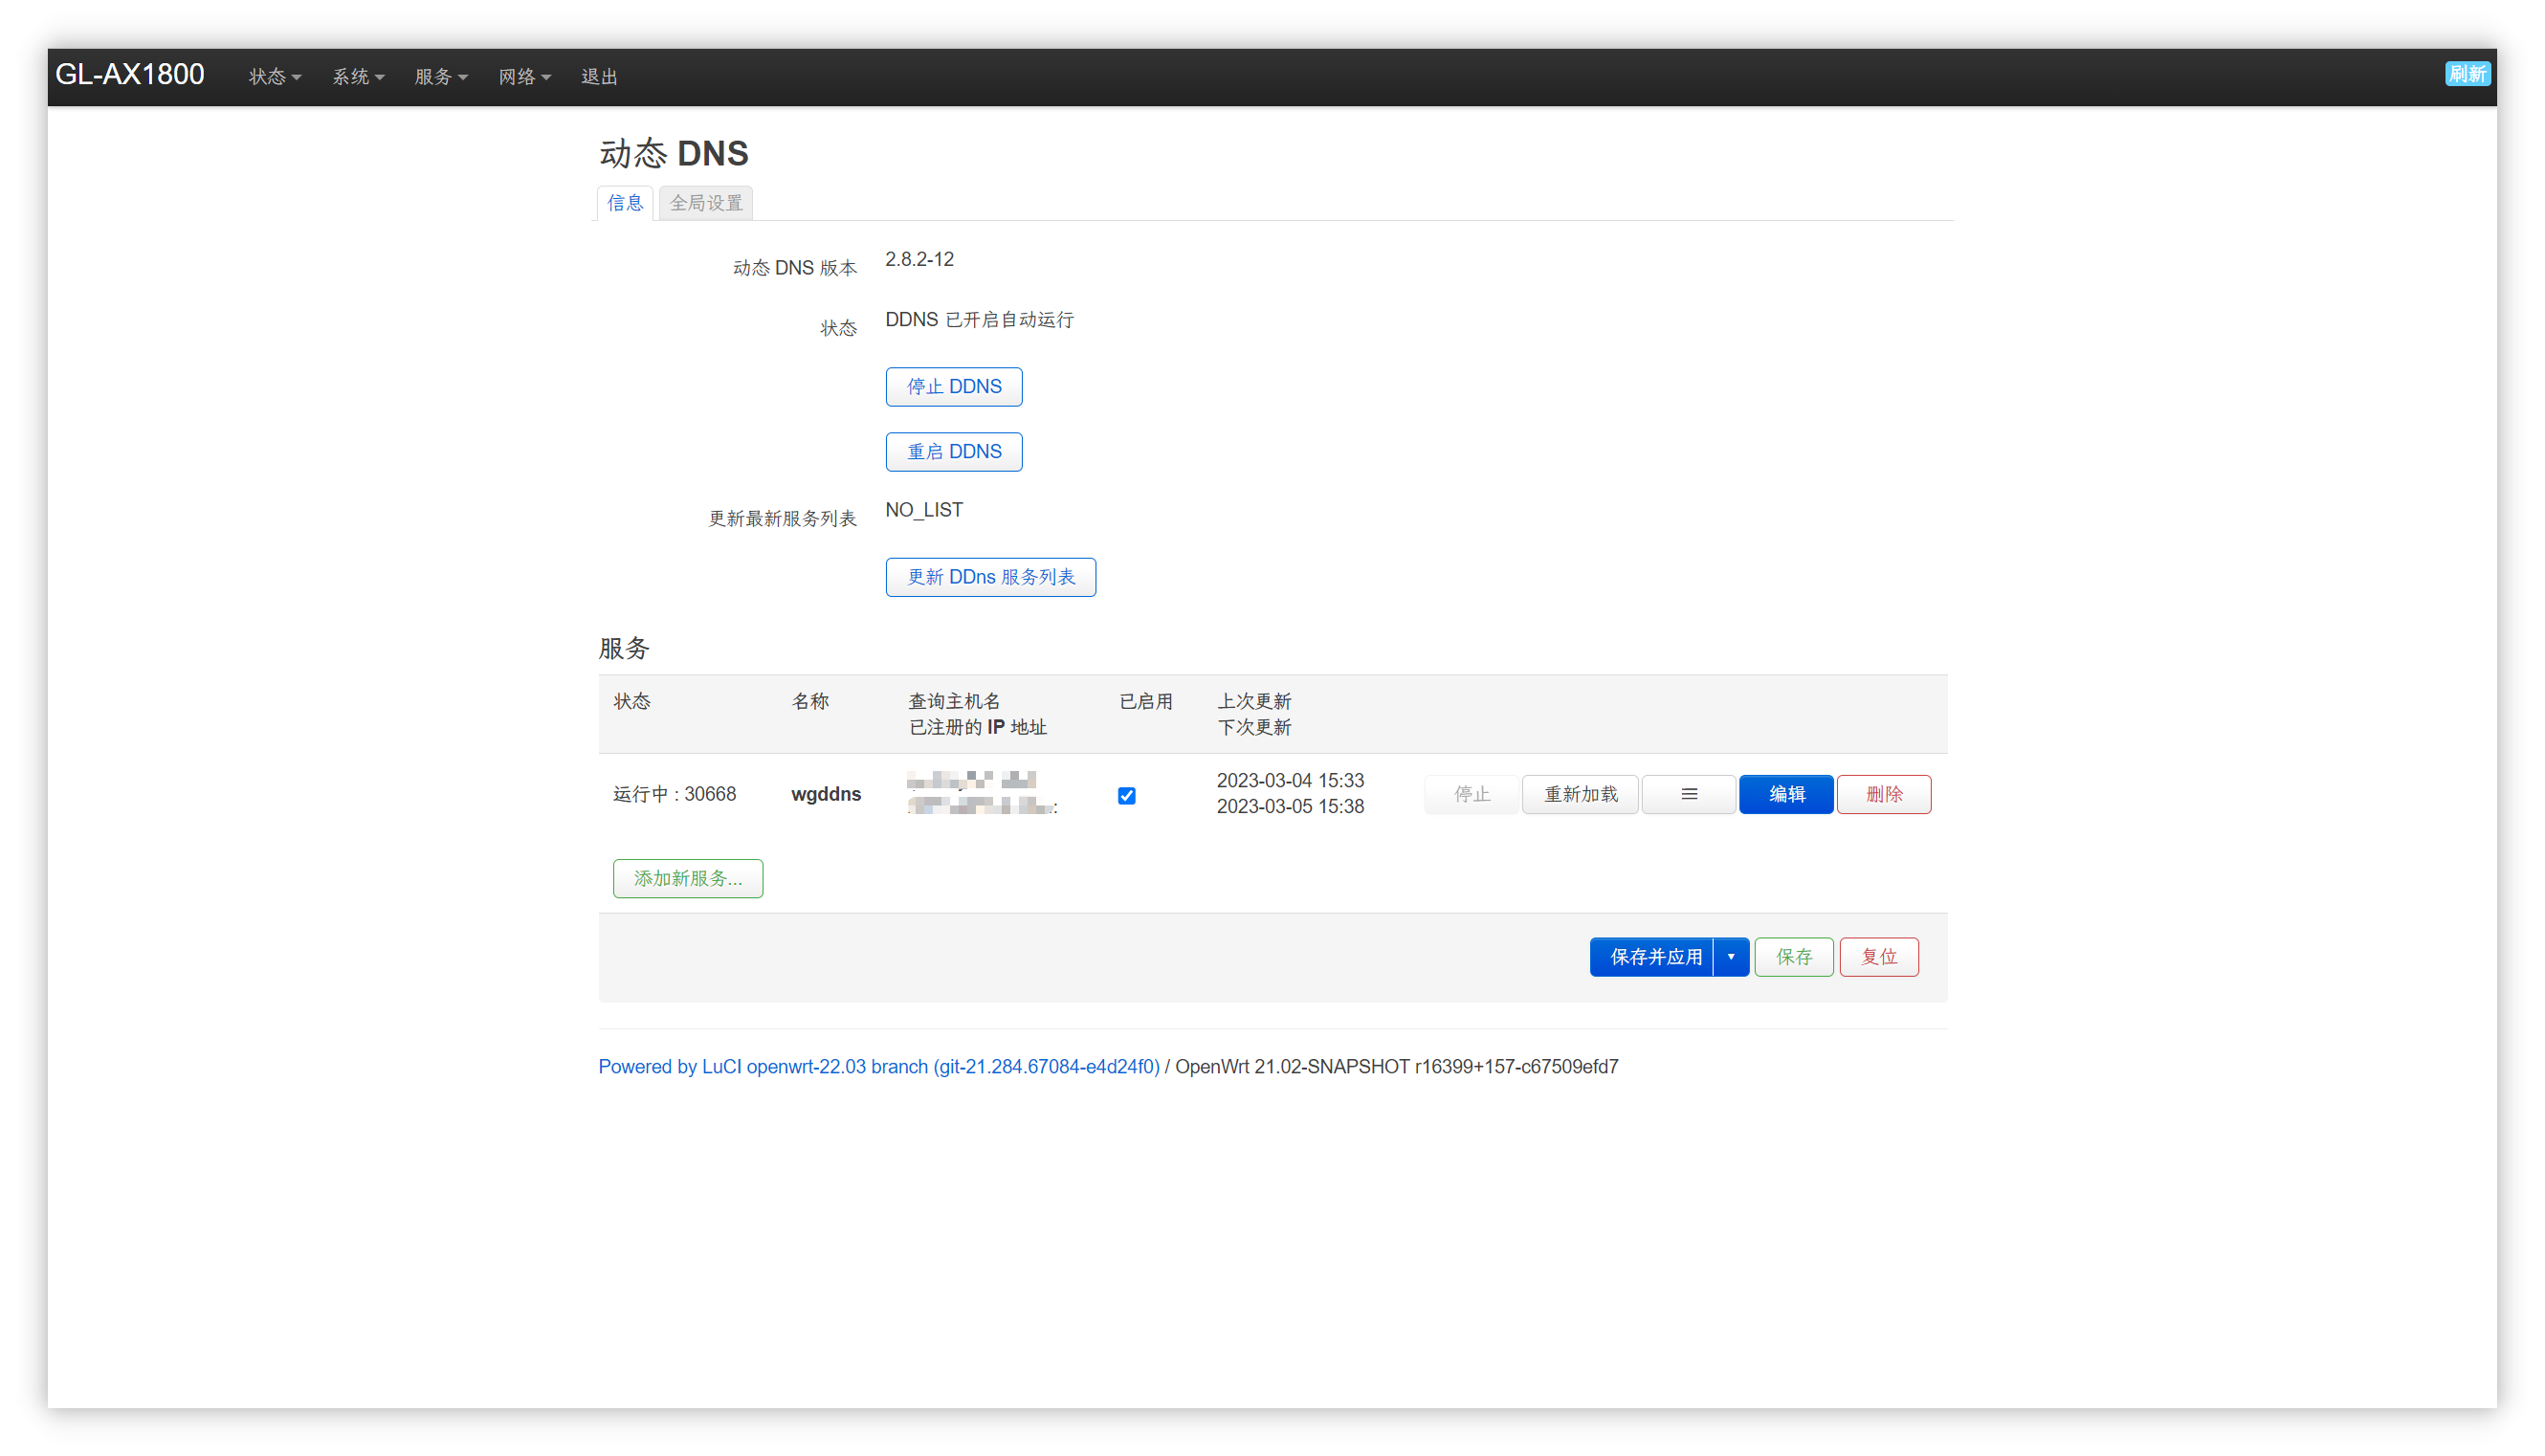 GL-AX1800 状态 系统 服务 网络 退出 刷新
动态 DNS
信息 全局设置
动态 DNS 版本 2.8.2-12
状态 DDNS 已开启自动运行
停止 DDNS
重启 DDNS
更新最新服务列表 NO_LIST
更新 DDns 服务列表
服务
状态 名称 查询主机名 已启用 上次更新
已注册的 IP 地址 下次更新
运行中 : 30668 wgddns 2023-03-04 15:33 停止 重新加载 编辑 删除
2023-03-05 15:38
添加新服务...
保存并应用 保存 复位
Powered by LuCI openwrt-22.03 branch (git-21.284.67084-e4d24f0) / OpenWrt 21.02-SNAPSHOT r16399+157-c67509efd7